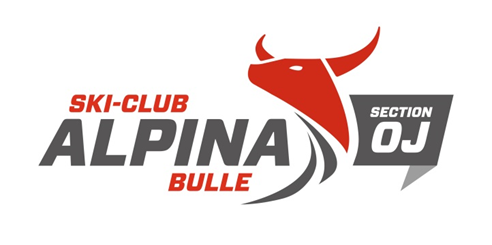 SKI-CLUB
ALPINA
BULLE
SECTION
OJ